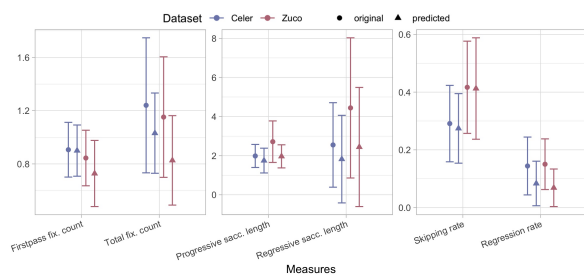 Dataset Celer Zuco original predicted
1.6
1.2
0.8
Firstpass fix. count
Total fix. count
8
6
4
2
0
Progressive sacc. length
Regressive sacc. length
0.6
0.4
0.2
0.0
Skipping rate
Regression rate
Measures